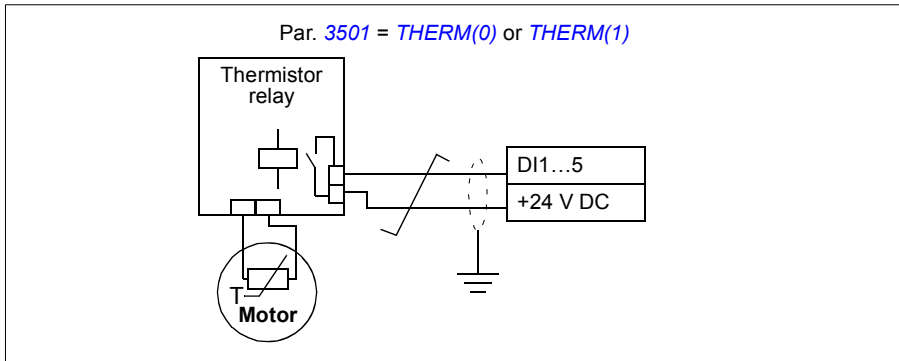 Par. 3501 = THERM(0) or THERM(1)
Thermistor
relay
DI1…5
+24 V DC
T
Motor